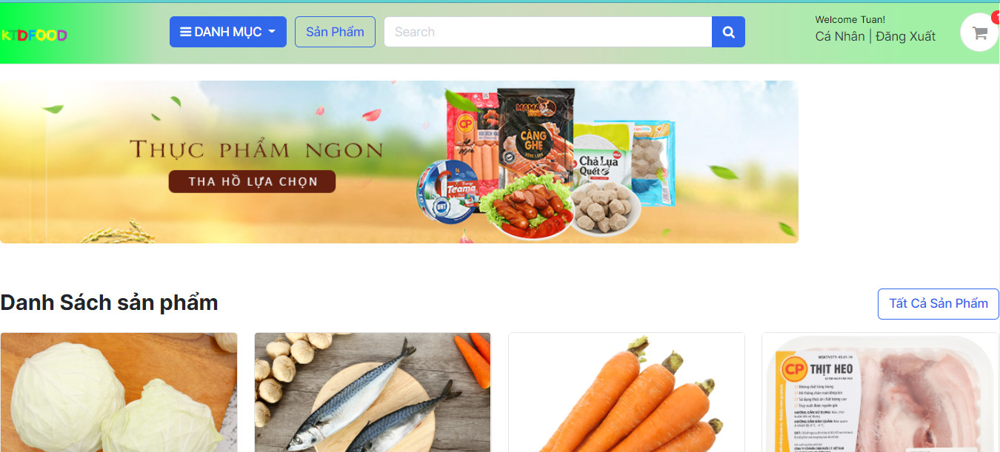 KTDFOOD
DANH MỤC
Sản Phẩm
Search
Welcome Tuan!
Cá Nhân | Đăng Xuất
THỰC PHẨM NGON
THA HỒ LỰA CHỌN
CP
MAMA
CÀNG
GHẸ
Chả Lụa
Quết
Teama
UHT
Danh Sách sản phẩm
Tất Cả Sản Phẩm
CP
THỊT HEO